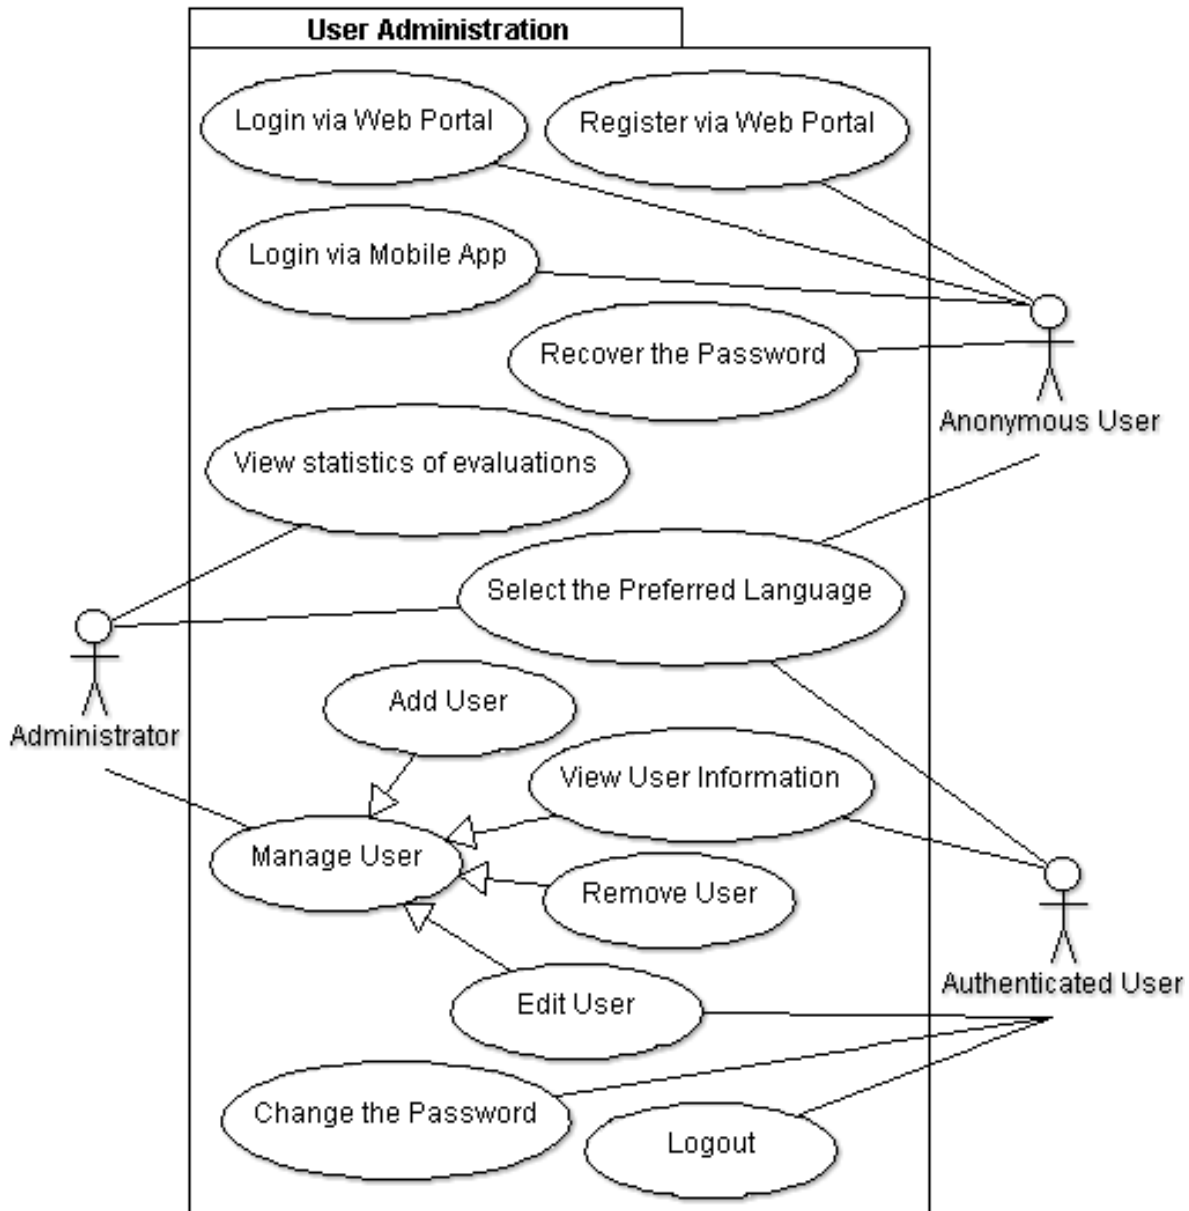 User Administration
Login via Web Portal
Register via Web Portal
Login via Mobile App
Recover the Password
Anonymous User
View statistics of evaluations
Select the Preferred Language
Add User
Administrator
View User Information
Manage User
Remove User
Authenticated User
Edit User
Change the Password
Logout